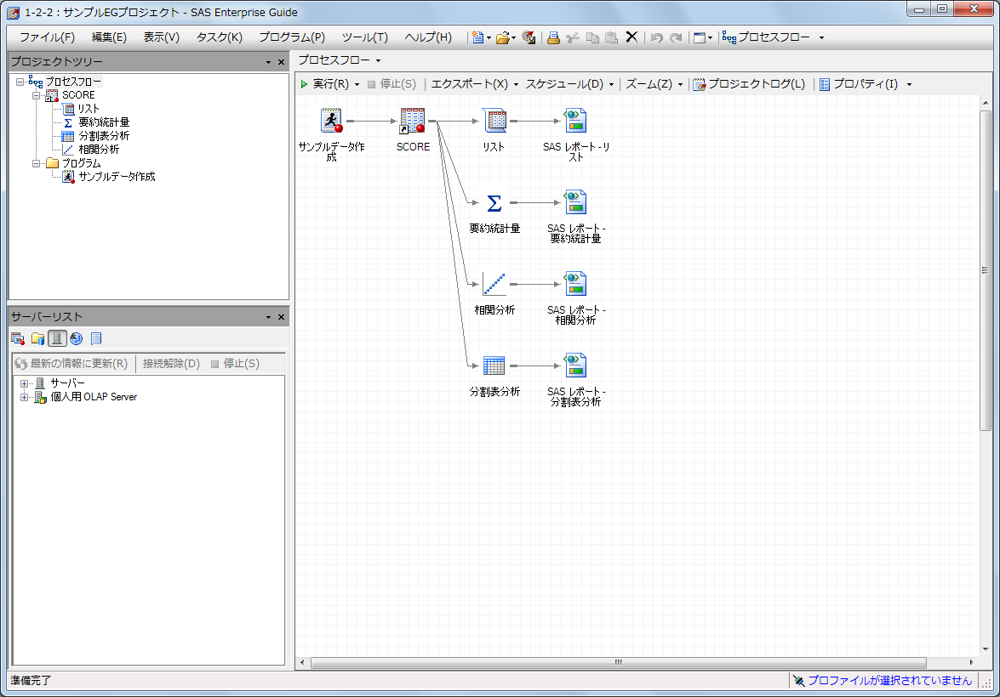 1-2-2：サンプルEGプロジェクト - SAS Enterprise Guide
ファイル(F) 編集(E) 表示(V) タスク(K) プログラム(P) ツール(T) ヘルプ(H) プロセスフロー
プロジェクトツリー
プロセスフロー
SCORE
リスト
要約統計量
分割表分析
相関分析
プログラム
サンプルデータ作成
サーバーリスト
最新の情報に更新(R) 接続解除(D) 停止(S)
サーバー
個人用 OLAP Server
プロセスフロー
実行(R) 停止(S) エクスポート(X) スケジュール(D) ズーム(Z) プロジェクトログ(L) プロパティ(I)
サンプルデータ作
成
SCORE
リスト
SAS レポート - リ
スト
要約統計量
SAS レポート -
要約統計量
相関分析
SAS レポート -
相関分析
分割表分析
SAS レポート -
分割表分析
準備完了
プロファイルが選択されていません